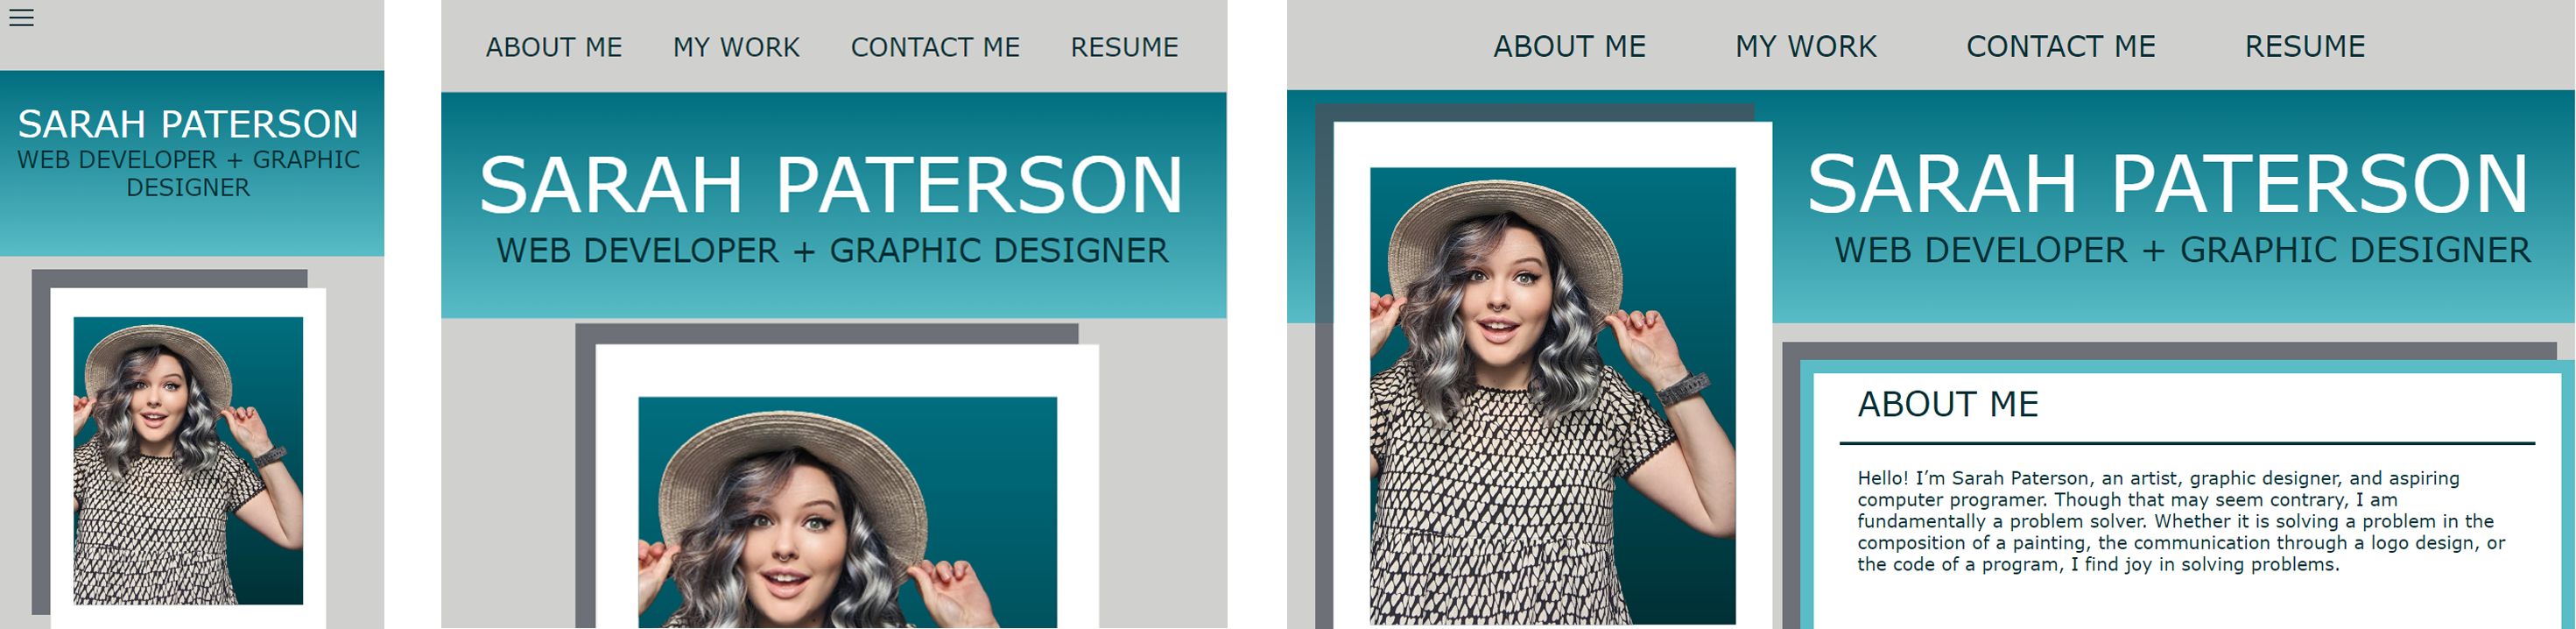 SARAH PATERSON
WEB DEVELOPER + GRAPHIC
DESIGNER
ABOUT ME MY WORK CONTACT ME RESUME
SARAH PATERSON
WEB DEVELOPER + GRAPHIC DESIGNER
ABOUT ME MY WORK CONTACT ME RESUME
SARAH PATERSON
WEB DEVELOPER + GRAPHIC DESIGNER
ABOUT ME
Hello! I’m Sarah Paterson, an artist, graphic designer, and aspiring
computer programer. Though that may seem contrary, I am
fundamentally a problem solver. Whether it is solving a problem in the
composition of a painting, the communication through a logo design, or
the code of a program, I find joy in solving problems.